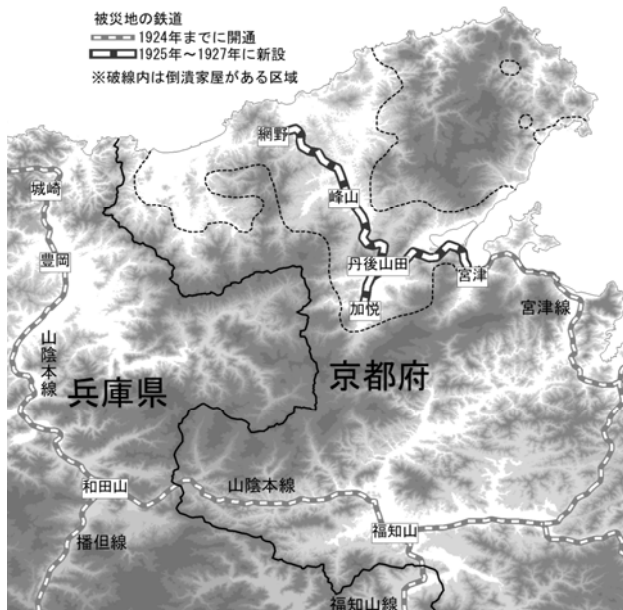 被災地の鉄道
1924年までに開通
1925年～1927年に新設
※破線内は倒潰家屋がある区域
網野
城崎
峰山
豊岡
丹後山田
宮津
加悦
宮津線
山陰本線
兵庫県
京都府
和田山
山陰本線
福知山
播但線
福知山線